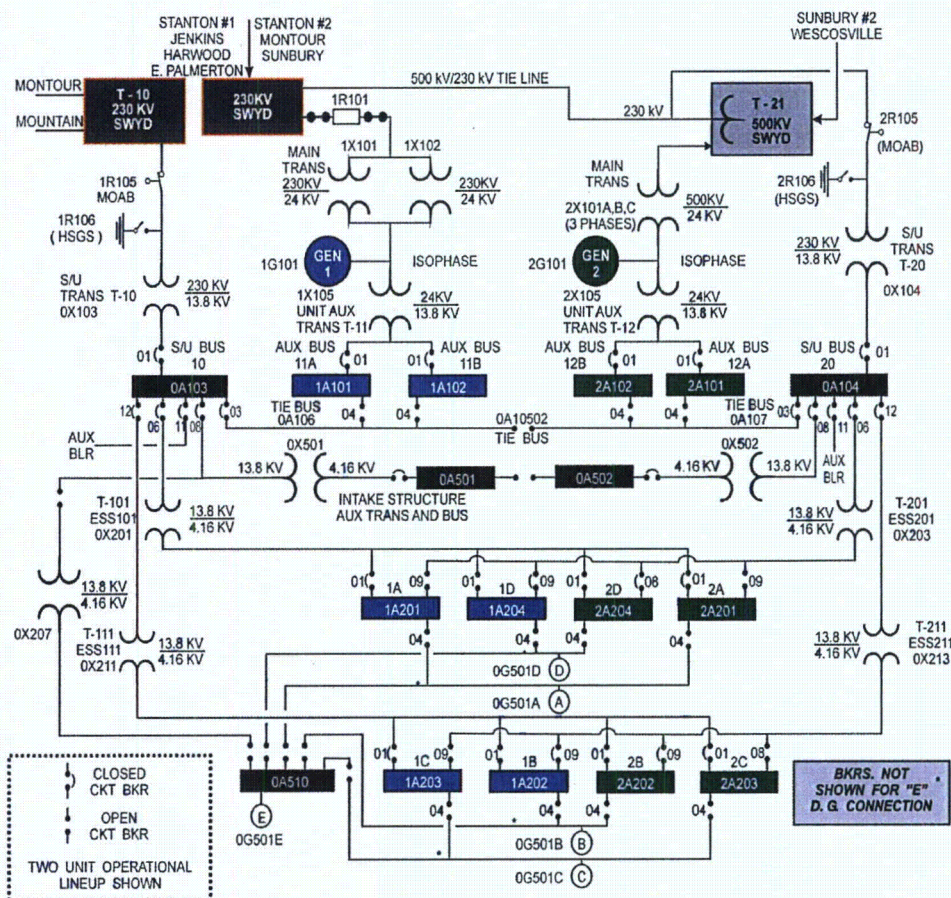 STANTON #1
JENKINS
HARWOOD
E. PALMERTON
STANTON #2
MONTOUR
SUNBURY
SUNBURY #2
WESCOSVILLE
MONTOUR
MOUNTAIN
T - 10
230 KV
SWYD
230KV
SWYD
1R101
500 kV/230 kV TIE LINE
230 kV
T - 21
500KV
SWYD
2R105
(MOAB)
1R105
MOAB
1R106
( HSGS )
MAIN
TRANS
1X101
1X102
230KV
24 KV
230KV
24 KV
MAIN
TRANS
2X101A,B,C
(3 PHASES)
500KV
24 KV
2R106
(HSGS)
S/U
TRANS
T-20
0X104
230 KV
13.8 KV
S/U
TRANS T-10
0X103
230 KV
13.8 KV
1G101
GEN
1
ISOPHASE
1X105
UNIT AUX
TRANS T-11
24KV
13.8 KV
2G101
GEN
2
ISOPHASE
2X105
UNIT AUX
TRANS T-12
24KV
13.8 KV
01
S/U BUS
10
0A103
AUX BUS
11A
01
1A101
AUX BUS
11B
01
1A102
AUX BUS
12B
01
2A102
AUX BUS
12A
01
2A101
S/U BUS
20
01
0A104
12
06
11
08
03
TIE BUS
0A106
04
04
0A10502
TIE BUS
04
04
TIE BUS
0A107
03
08
11
06
12
AUX
BLR
AUX
BLR
0X501
13.8 KV
4.16 KV
0A501
0A502
INTAKE STRUCTURE
AUX TRANS AND BUS
0X502
4.16 KV
13.8 KV
T-101
ESS101
0X201
13.8 KV
4.16 KV
T-201
ESS201
0X203
13.8 KV
4.16 KV
13.8 KV
4.16 KV
0X207
T-111
ESS111
0X211
13.8 KV
4.16 KV
T-211
ESS211
0X213
13.8 KV
4.16 KV
01
1A
09
1A201
04
01
1D
09
1A204
04
01
2D
08
2A204
04
01
2A
09
2A201
04
0G501D
D
0G501A
A
01
1C
09
1A203
04
01
1B
09
1A202
04
01
2B
09
2A202
04
01
2C
08
2A203
04
0A510
E
0G501E
0G501B
B
0G501C
C
CLOSED
CKT BKR
OPEN
CKT BKR
TWO UNIT OPERATIONAL
LINEUP SHOWN
BKRS. NOT
SHOWN FOR "E"
D. G. CONNECTION